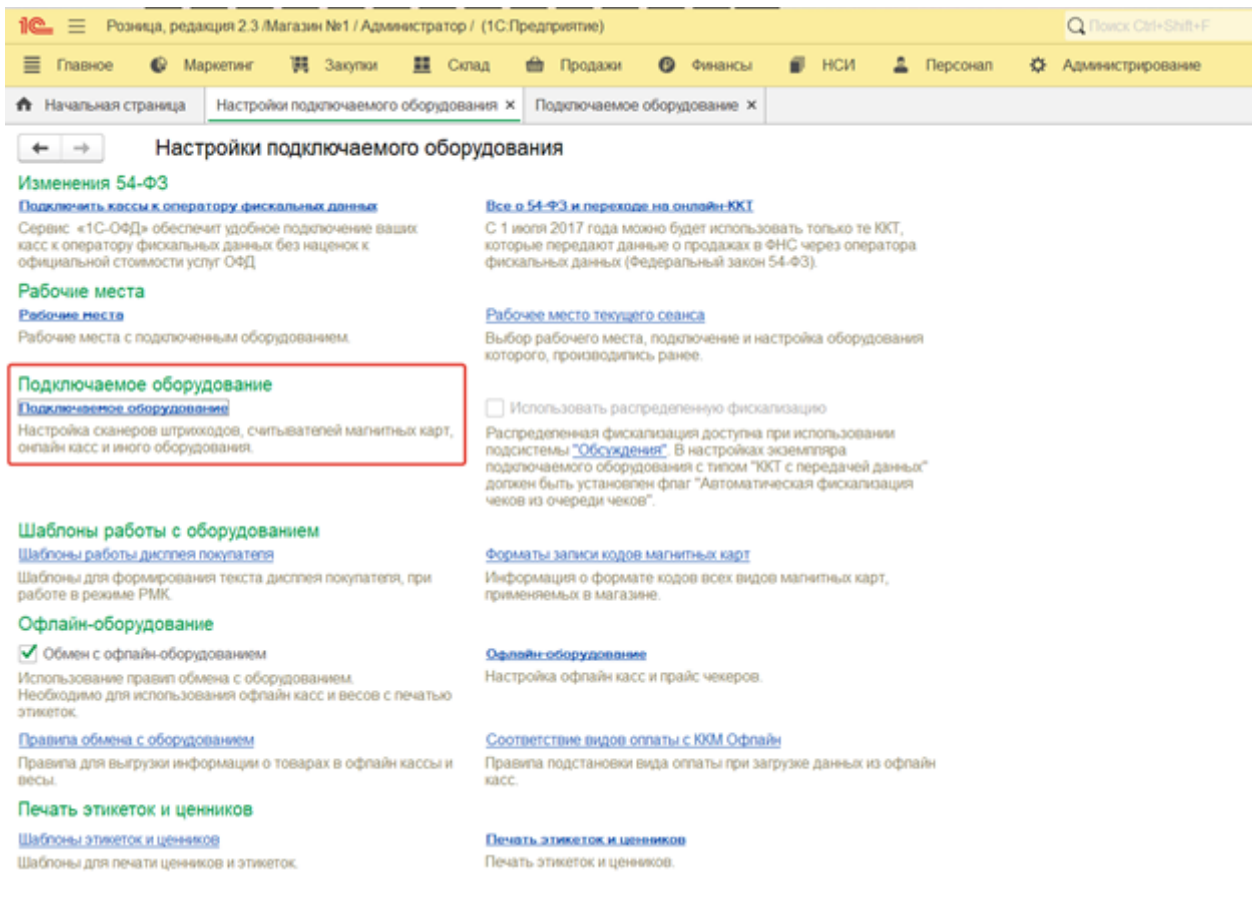 1С Розница, редакция 2.3 /Магазин №1 / Администратор / (1С:Предприятие) Поиск Ctrl+Shift+F
Главное Маркетинг Закупки Склад Продажи Финансы НСИ Персонал Администрирование
Начальная страница Настройки подключаемого оборудования × Подключаемое оборудование ×
← → Настройки подключаемого оборудования
Изменения 54-ФЗ
Подключить кассы к оператору фискальных данных
Сервис «1С-ОФД» обеспечит удобное подключение ваших
касс к оператору фискальных данных без наценок к
официальной стоимости услуг ОФД
Все о 54-ФЗ и переходе на онлайн-ККТ
С 1 июля 2017 года можно будет использовать только те ККТ,
которые передают данные о продажах в ФНС через оператора
фискальных данных (Федеральный закон 54-ФЗ).
Рабочие места
Рабочие места
Рабочие места с подключенным оборудованием.
Рабочее место текущего сеанса
Выбор рабочего места, подключение и настройка оборудования
которого, производились ранее.
Подключаемое оборудование
Подключаемое оборудование
Настройка сканеров штрихкодов, считывателей магнитных карт,
онлайн касс и иного оборудования.
Использовать распределенную фискализацию
Распределенная фискализация доступна при использовании
подсистемы "Обсуждения". В настройках экземпляра
подключаемого оборудования с типом "ККТ с передачей данных"
должен быть установлен флаг "Автоматическая фискализация
чеков из очереди чеков".
Шаблоны работы с оборудованием
Шаблоны работы дисплея покупателя
Шаблоны для формирования текста дисплея покупателя, при
работе в режиме РМК.
Форматы записи кодов магнитных карт
Информация о формате кодов всех видов магнитных карт,
применяемых в магазине.
Офлайн-оборудование
Обмен с офлайн-оборудованием
Использование правил обмена с оборудованием.
Необходимо для использования офлайн касс и весов с печатью
этикеток.
Офлайн-оборудование
Настройка офлайн касс и прайс чекеров.
Правила обмена с оборудованием
Правила для выгрузки информации о товарах в офлайн кассы и
весы.
Соответствие видов оплаты с ККМ Офлайн
Правила подстановки вида оплаты при загрузке данных из офлайн
касс.
Печать этикеток и ценников
Шаблоны этикеток и ценников
Шаблоны для печати ценников и этикеток.
Печать этикеток и ценников
Печать этикеток и ценников.